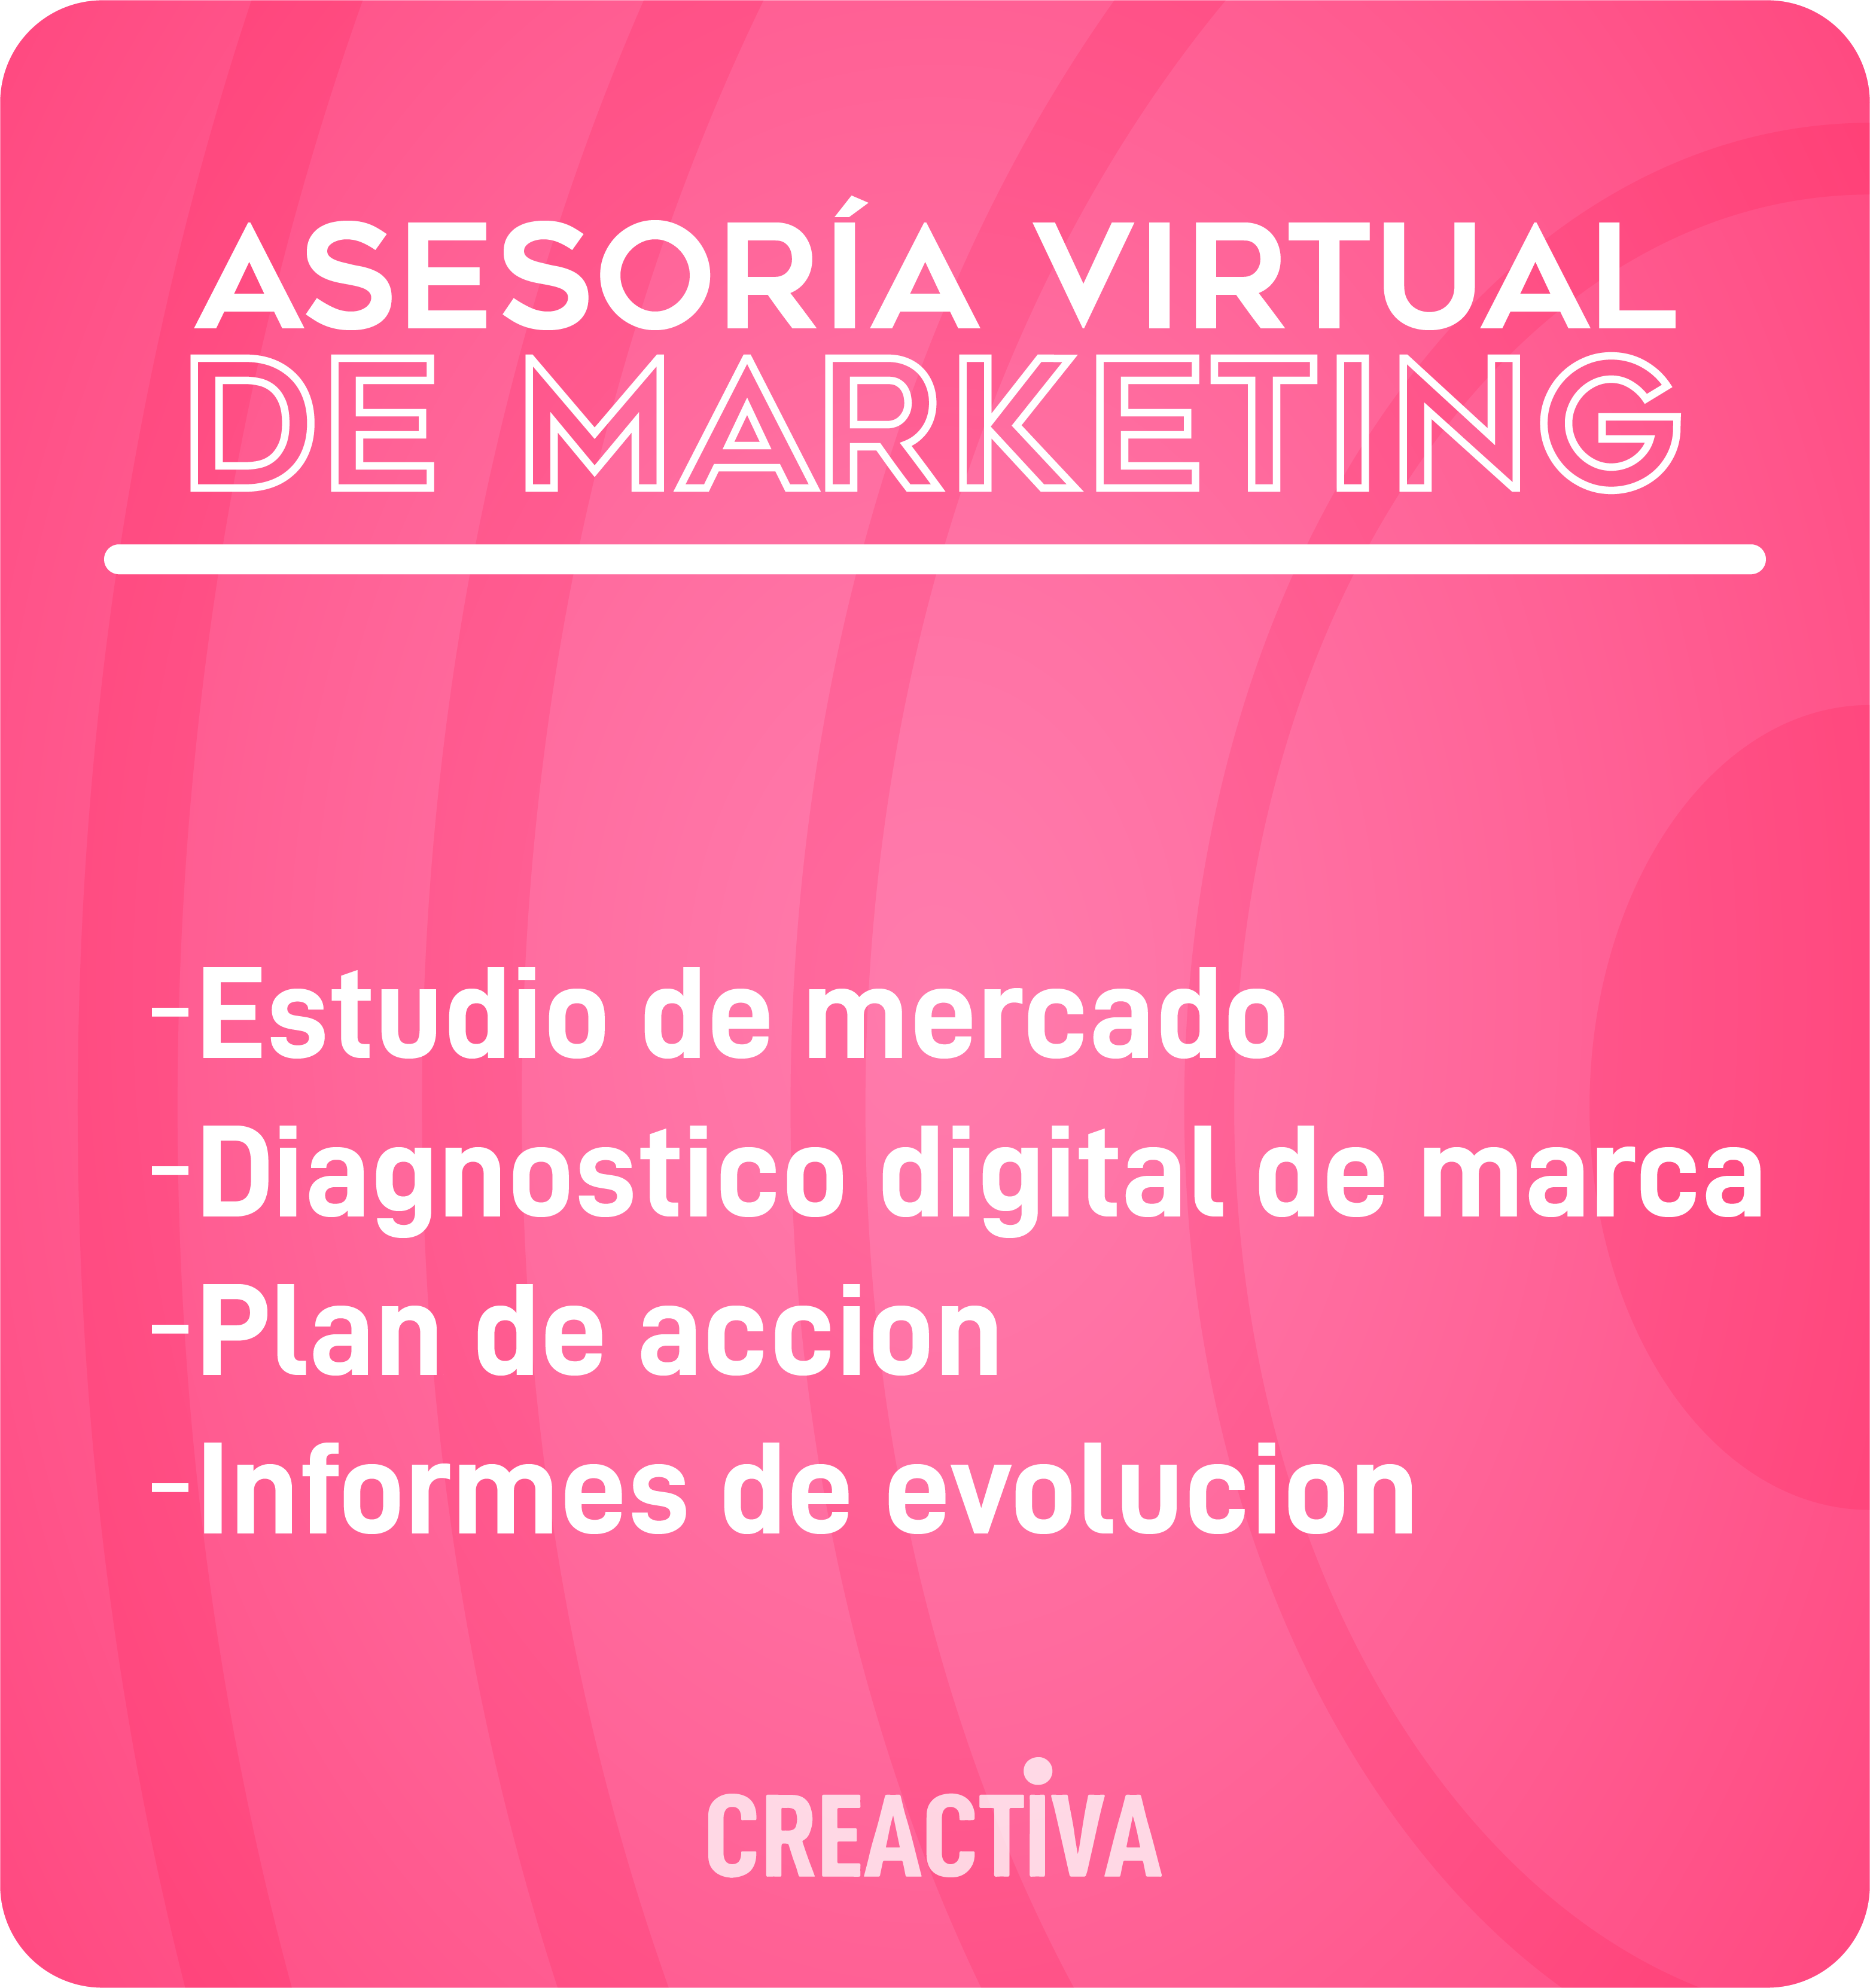 ASESORÍA VIRTUAL
DE MARKETING
-Estudio de mercado
-Diagnostico digital de marca
-Plan de accion
-Informes de evolucion
CREACTiVA